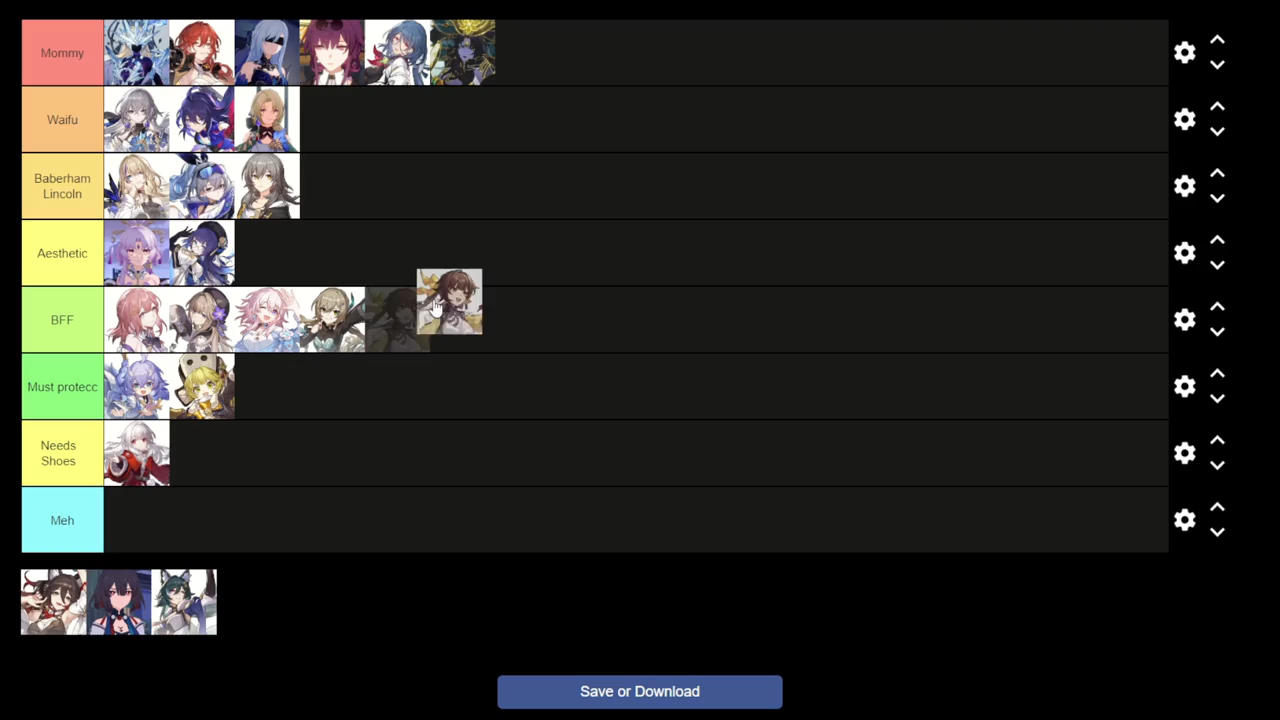 Mommy
Waifu
Baberham
Lincoln
Aesthetic
BFF
Must protecc
Needs
Shoes
Meh
Save or Download